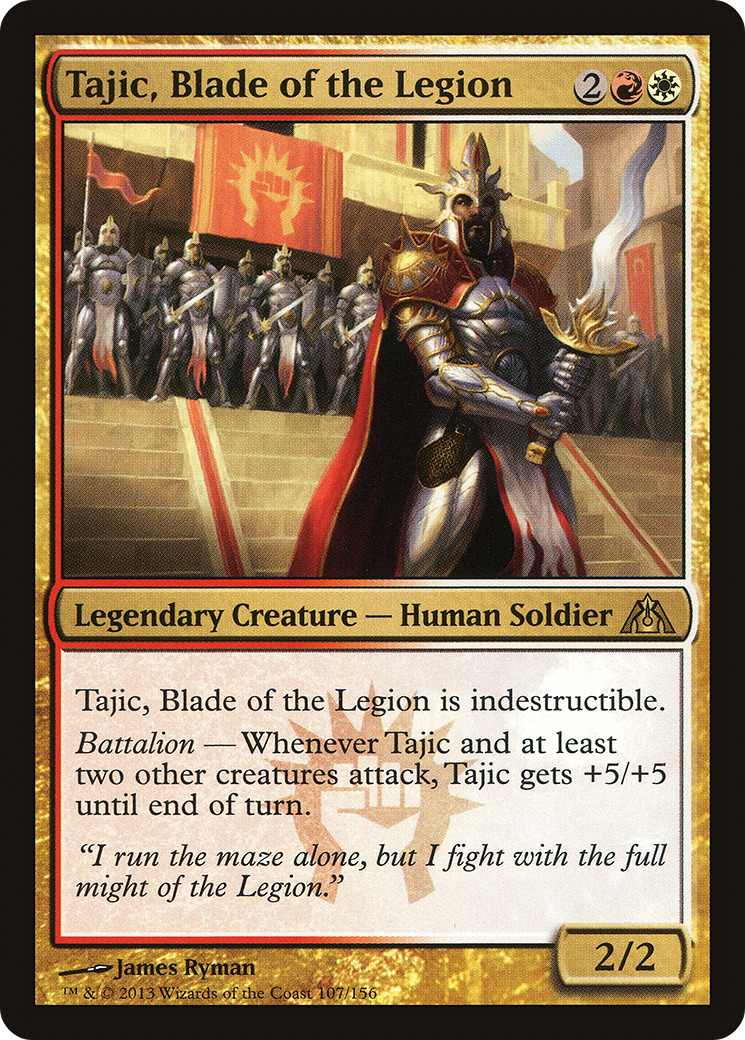 Tajic, Blade of the Legion 2
Legendary Creature — Human Soldier
Tajic, Blade of the Legion is indestructible.
Battalion — Whenever Tajic and at least
two other creatures attack, Tajic gets +5/+5
until end of turn.
“I run the maze alone, but I fight with the full
might of the Legion.”
2/2
James Ryman
™ & © 2013 Wizards of the Coast 107/156